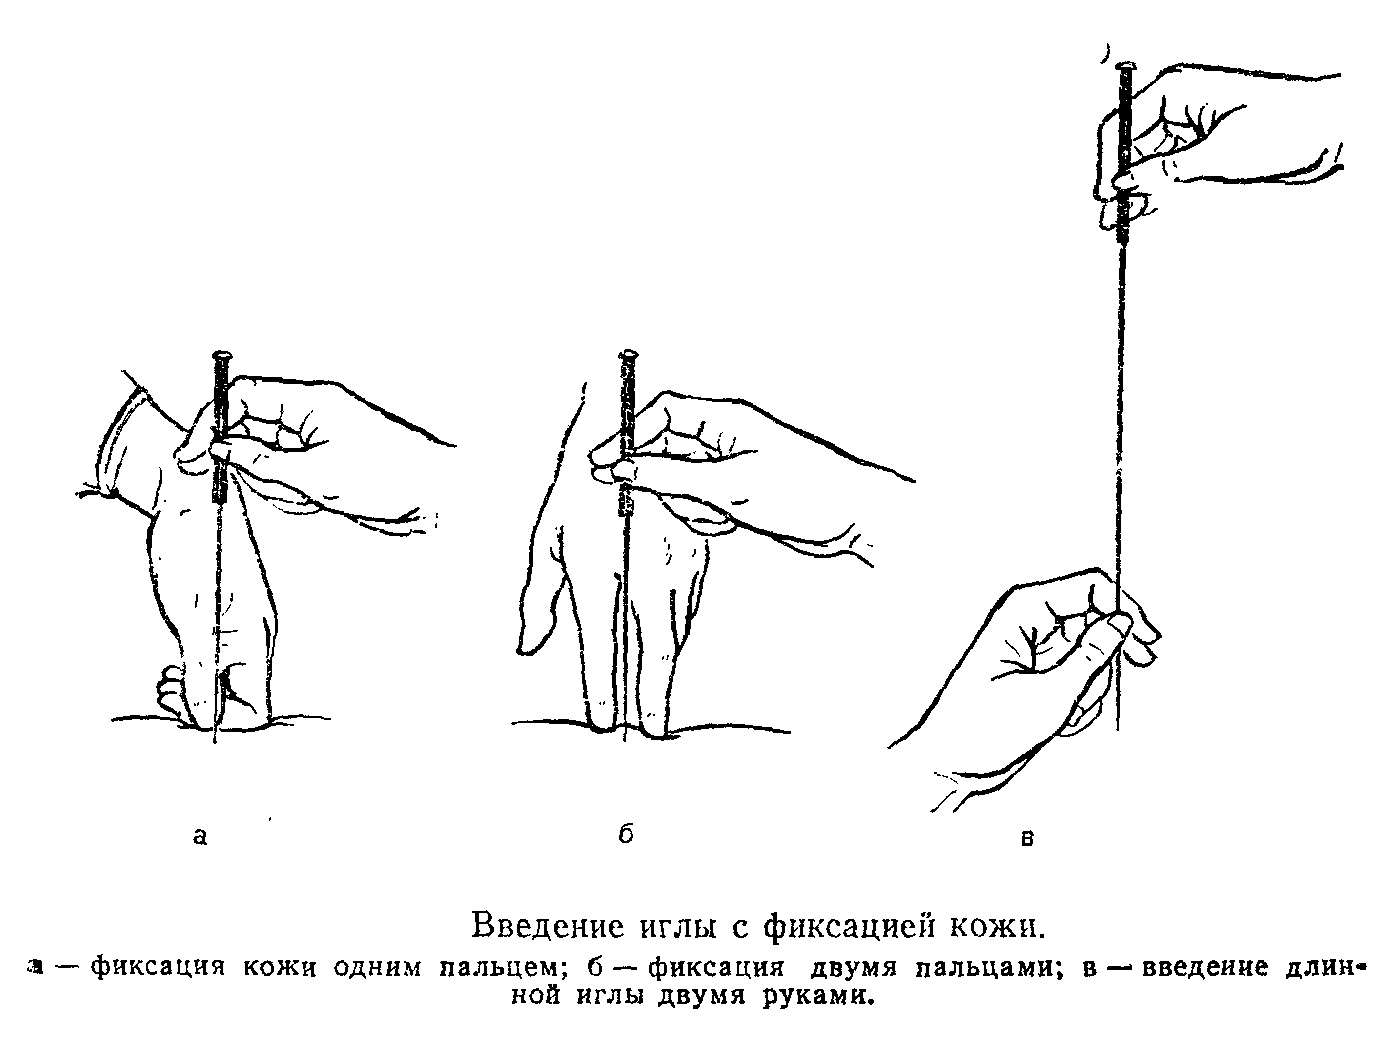 а
б
в
Введение иглы с фиксацией кожи.
а — фиксация кожи одним пальцем; б — фиксация двумя пальцами; в — введение длин-
ной иглы двумя руками.